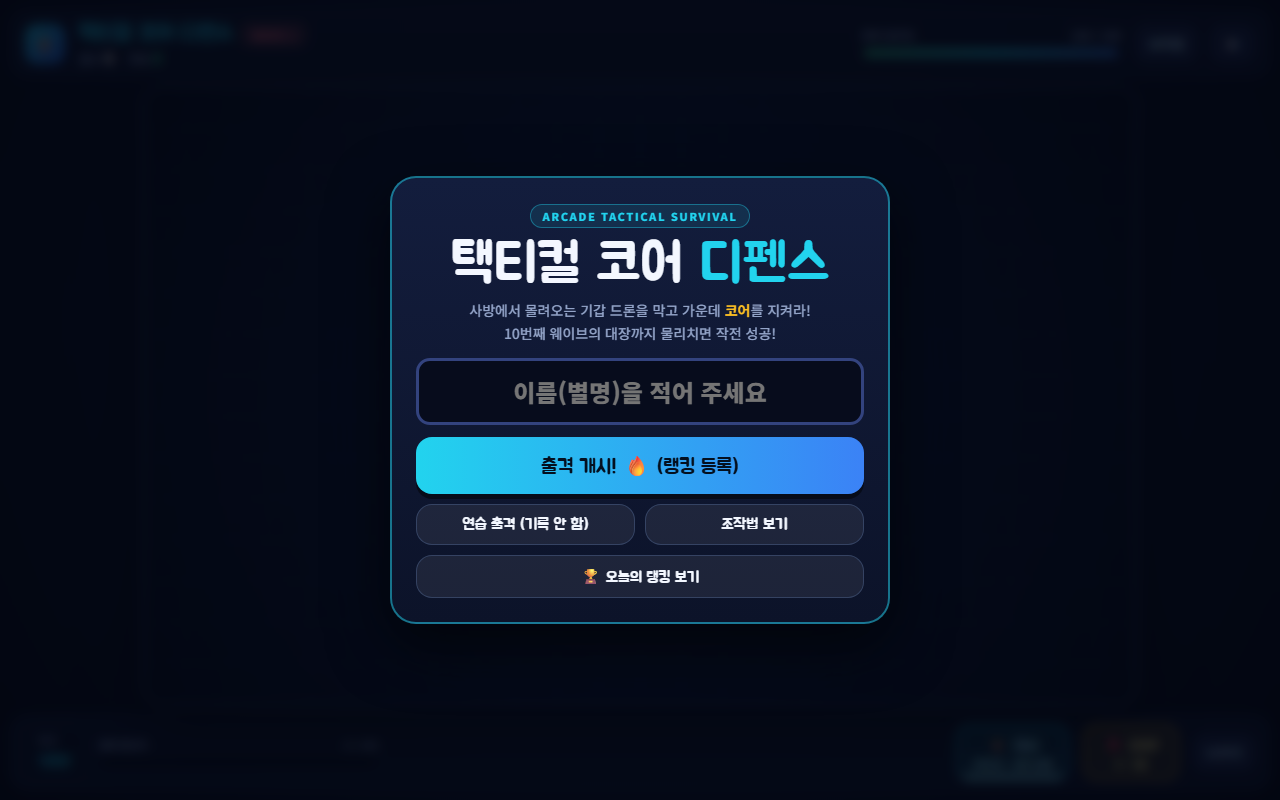 ARCADE TACTICAL SURVIVAL
택티컬 코어 디펜스
사방에서 몰려오는 기갑 드론을 막고 가운데 코어를 지켜라!
10번째 웨이브의 대장까지 물리치면 작전 성공!
이름(별명)을 적어 주세요
출격 개시! 🔥 (랭킹 등록)
연습 출격 (기록 안 함)
조작법 보기
🏆 오늘의 랭킹 보기